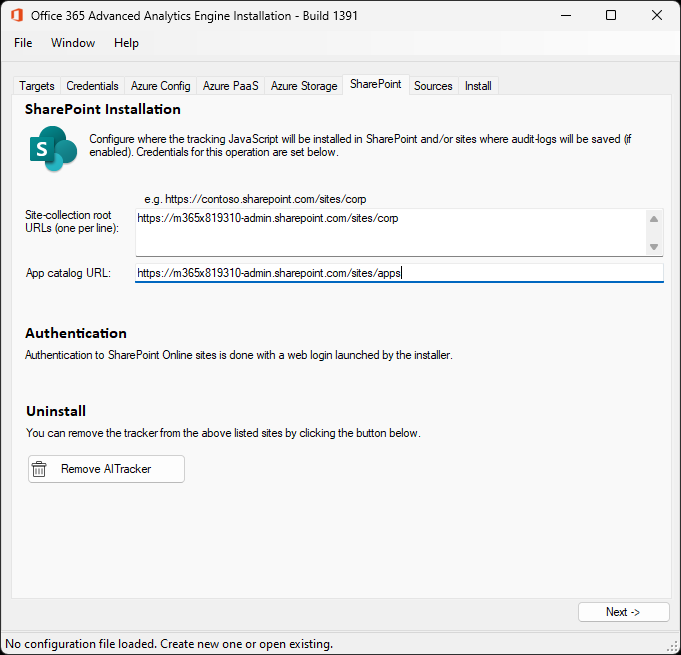 Office 365 Advanced Analytics Engine Installation - Build 1391
File Window Help
Targets Credentials Azure Config Azure PaaS Azure Storage SharePoint Sources Install
SharePoint Installation
S
Configure where the tracking JavaScript will be installed in SharePoint and/or sites where audit-logs will be saved (if
enabled). Credentials for this operation are set below.
e.g. https://contoso.sharepoint.com/sites/corp
Site-collection root
URLs (one per line):
https://m365x819310-admin.sharepoint.com/sites/corp
App catalog URL:
https://m365x819310-admin.sharepoint.com/sites/apps
Authentication
Authentication to SharePoint Online sites is done with a web login launched by the installer.
Uninstall
You can remove the tracker from the above listed sites by clicking the button below.
Remove AITracker
Next ->
No configuration file loaded. Create new one or open existing.